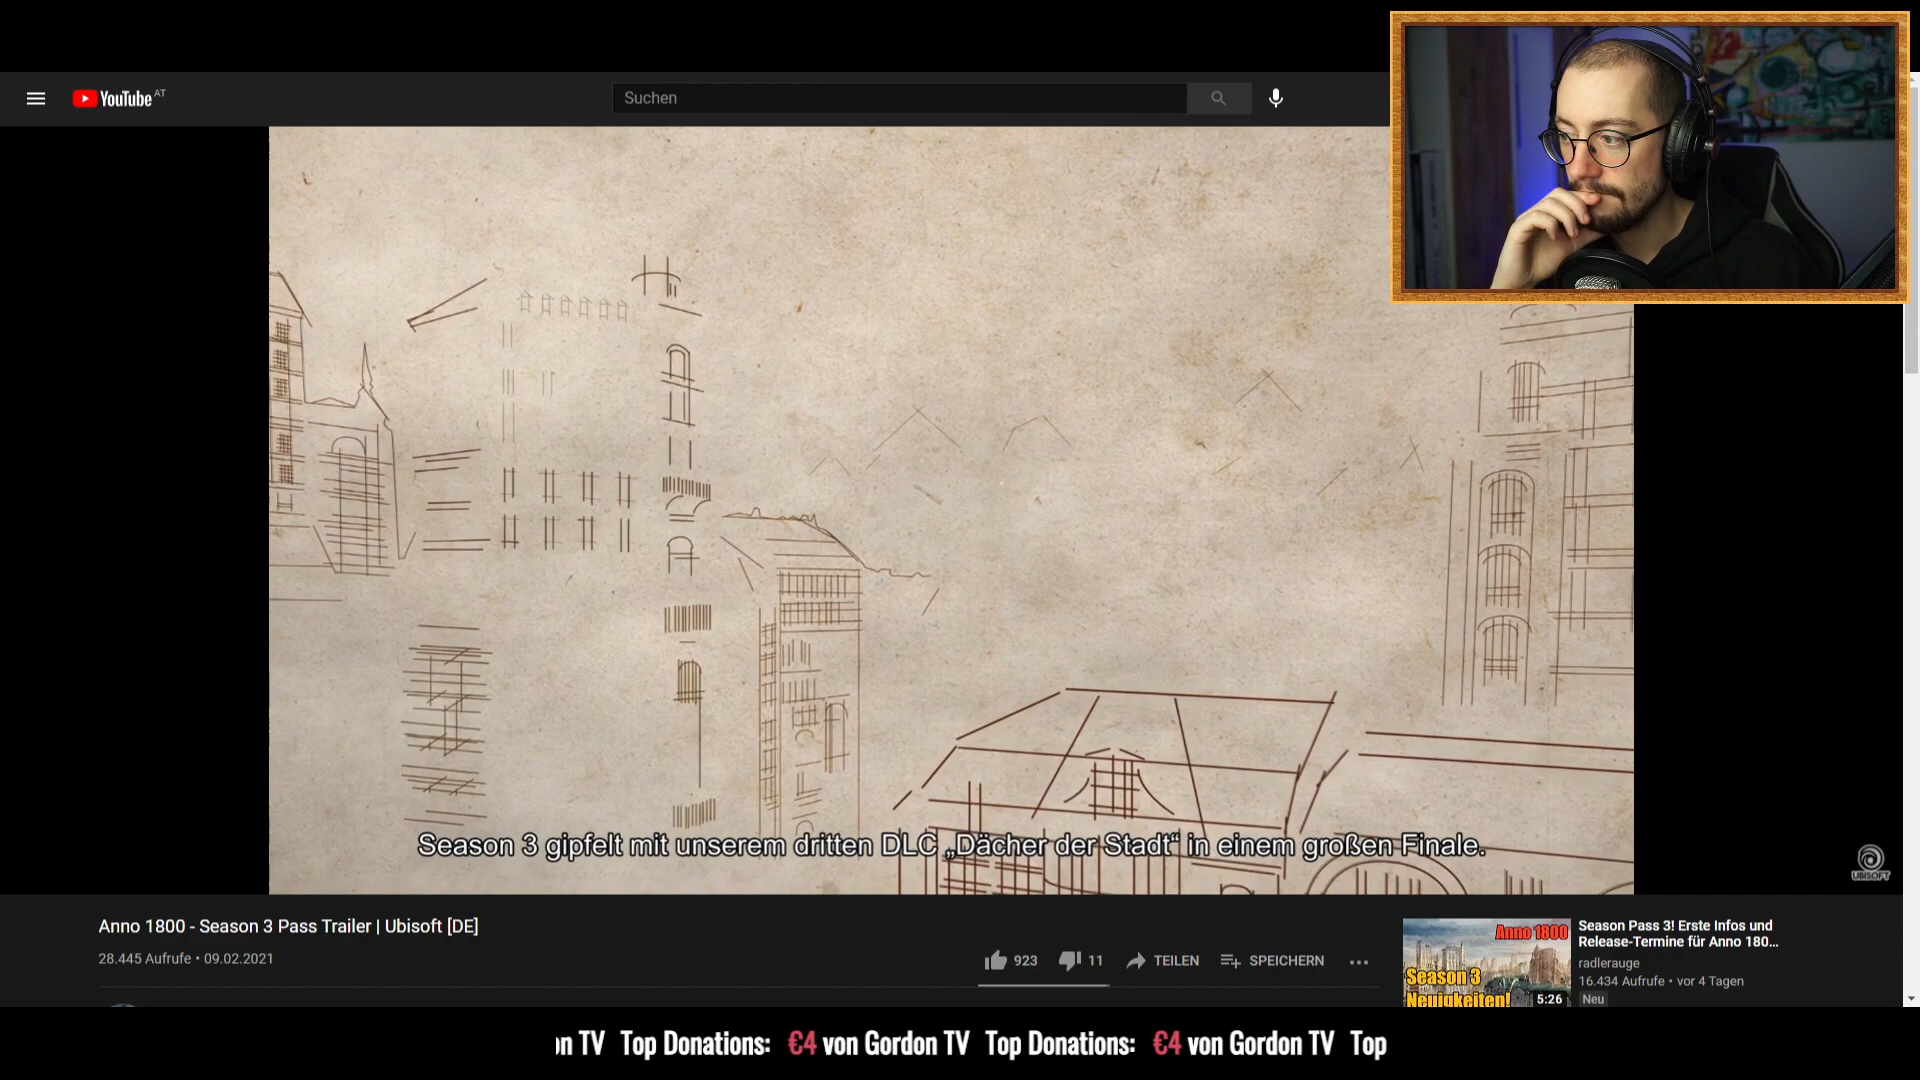 YouTube AT
Suchen
Season 3 gipfelt mit unserem dritten DLC „Dächer der Stadt“ in einem großen Finale.
UBISOFT
Anno 1800 - Season 3 Pass Trailer | Ubisoft [DE]
28.445 Aufrufe • 09.02.2021
923
11
TEILEN
SPEICHERN
Anno 1800
Season 3
Neuigkeiten!
5:26
Season Pass 3! Erste Infos und
Release-Termine für Anno 180...
radlerauge
16.434 Aufrufe • vor 4 Tagen
Neu
on TV Top Donations: €4 von Gordon TV Top Donations: €4 von Gordon TV Top